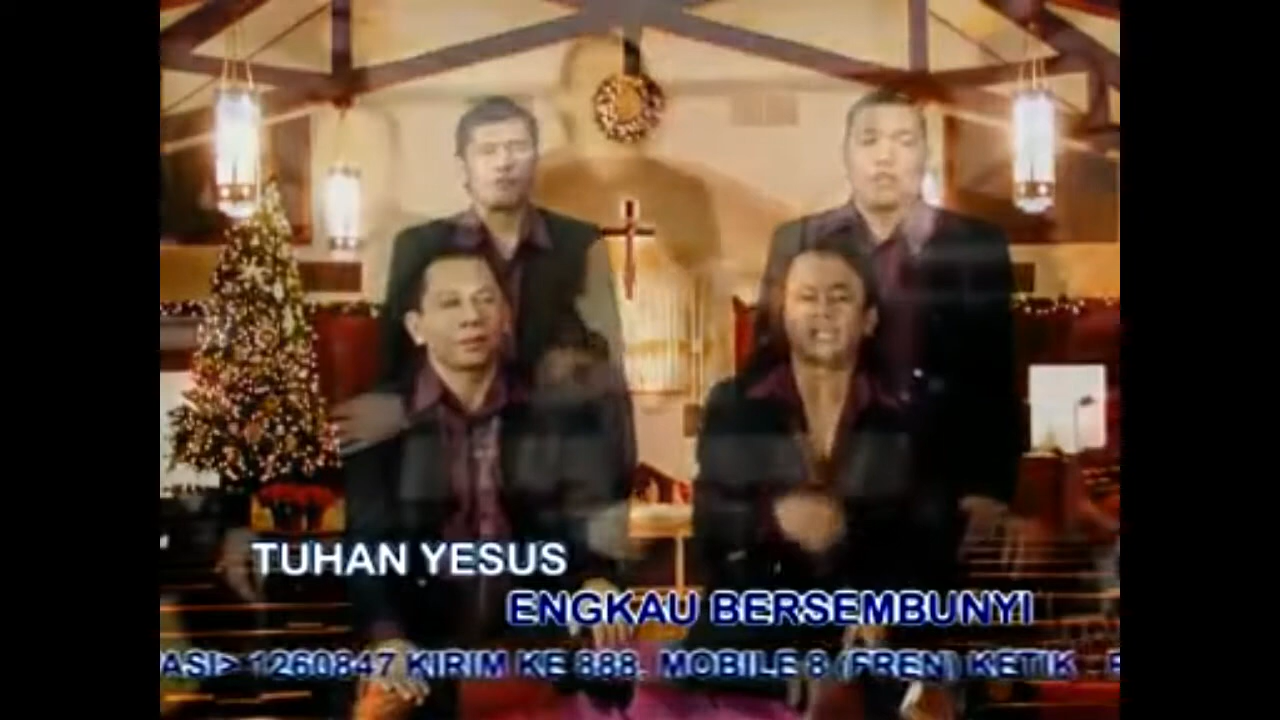 TUHAN YESUS
ENGKAU BERSEMBUNYI
ASI> 1260847 KIRIM KE 888. MOBILE 8 (FREN) KETIK